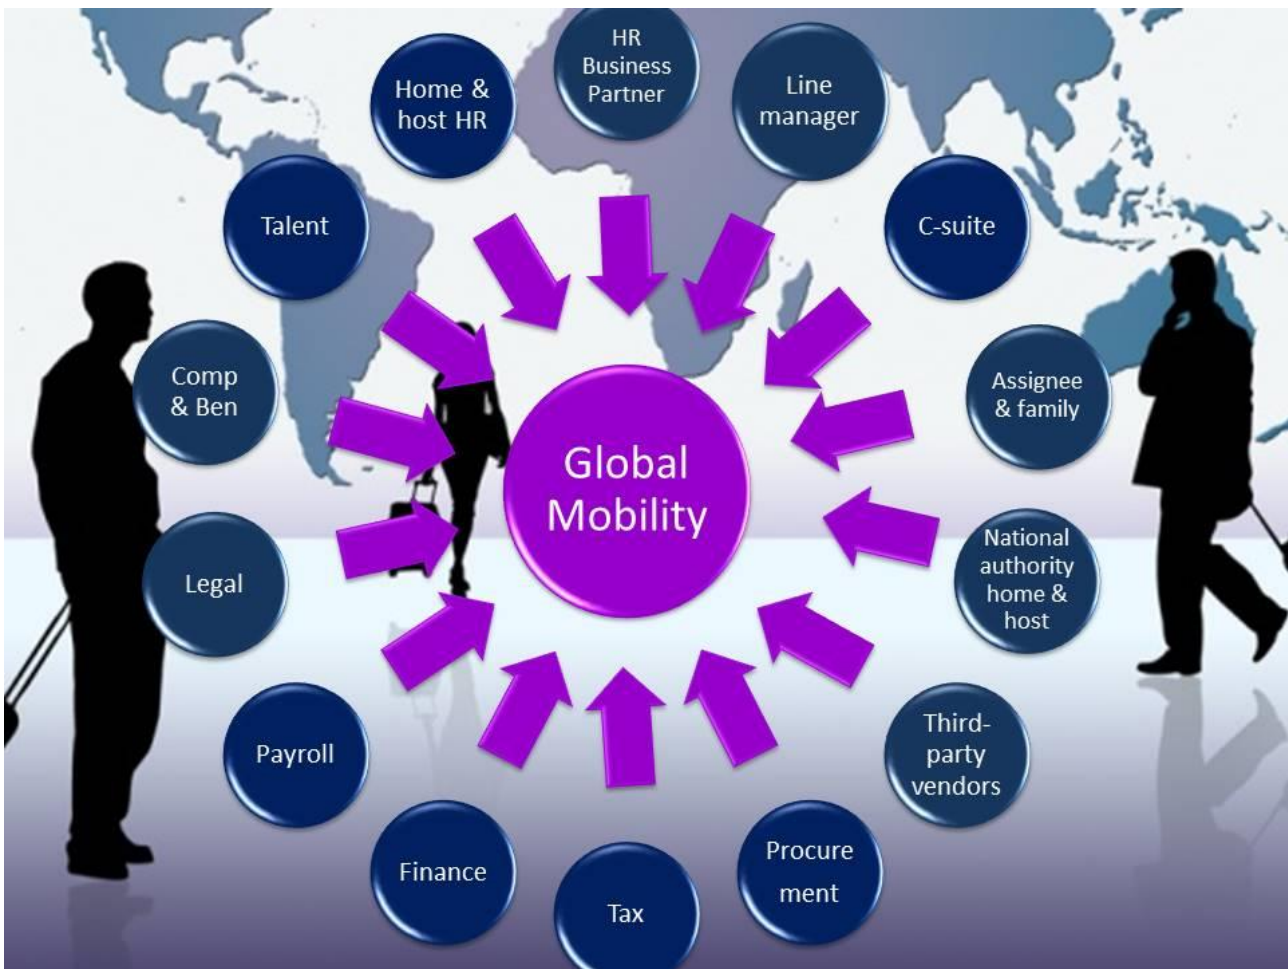 HR
Business
Partner
Line
manager
C-suite
Assignee
& family
National
authority
home &
host
Third-
party
vendors
Procure
ment
Tax
Finance
Payroll
Legal
Comp
& Ben
Talent
Home &
host HR
Global
Mobility